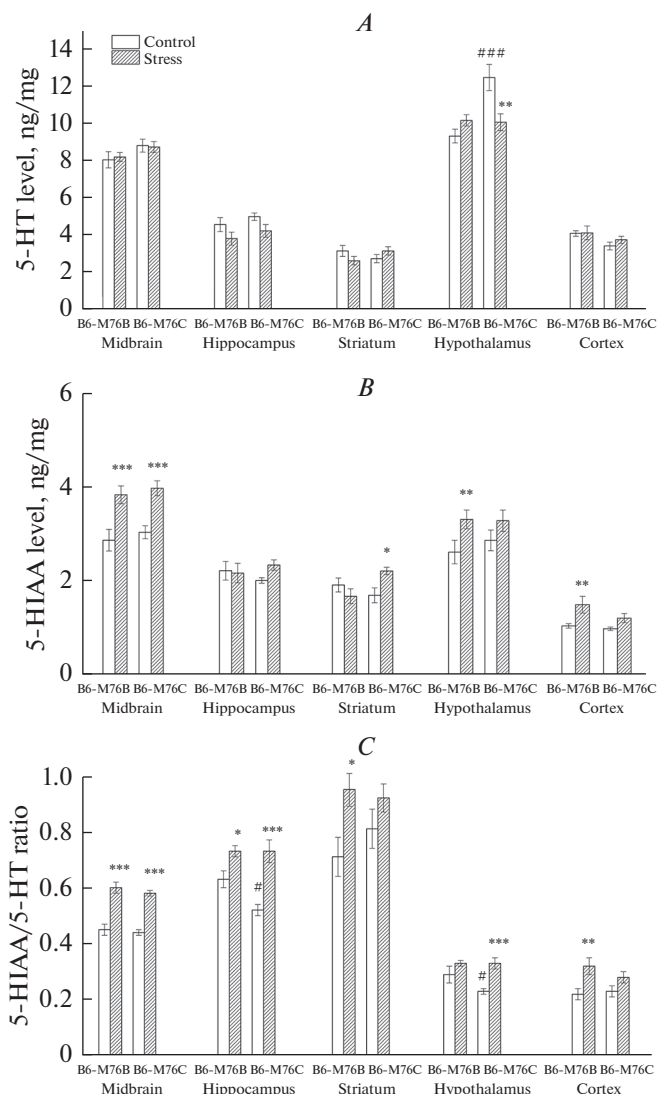 A
Control
Stress
5-HT level, ng/mg
14
12
10
8
6
4
2
0
###
**
B6-M76B B6-M76C B6-M76B B6-M76C B6-M76B B6-M76C B6-M76B B6-M76C B6-M76B B6-M76C
Midbrain Hippocampus Striatum Hypothalamus Cortex
B
5-HIAA level, ng/mg
6
4
2
0
*** *** * ** **
B6-M76B B6-M76C B6-M76B B6-M76C B6-M76B B6-M76C B6-M76B B6-M76C B6-M76B B6-M76C
Midbrain Hippocampus Striatum Hypothalamus Cortex
C
5-HIAA/5-HT ratio
1.0
0.8
0.6
0.4
0.2
0
*** *** * # *** * # *** **
B6-M76B B6-M76C B6-M76B B6-M76C B6-M76B B6-M76C B6-M76B B6-M76C B6-M76B B6-M76C
Midbrain Hippocampus Striatum Hypothalamus Cortex